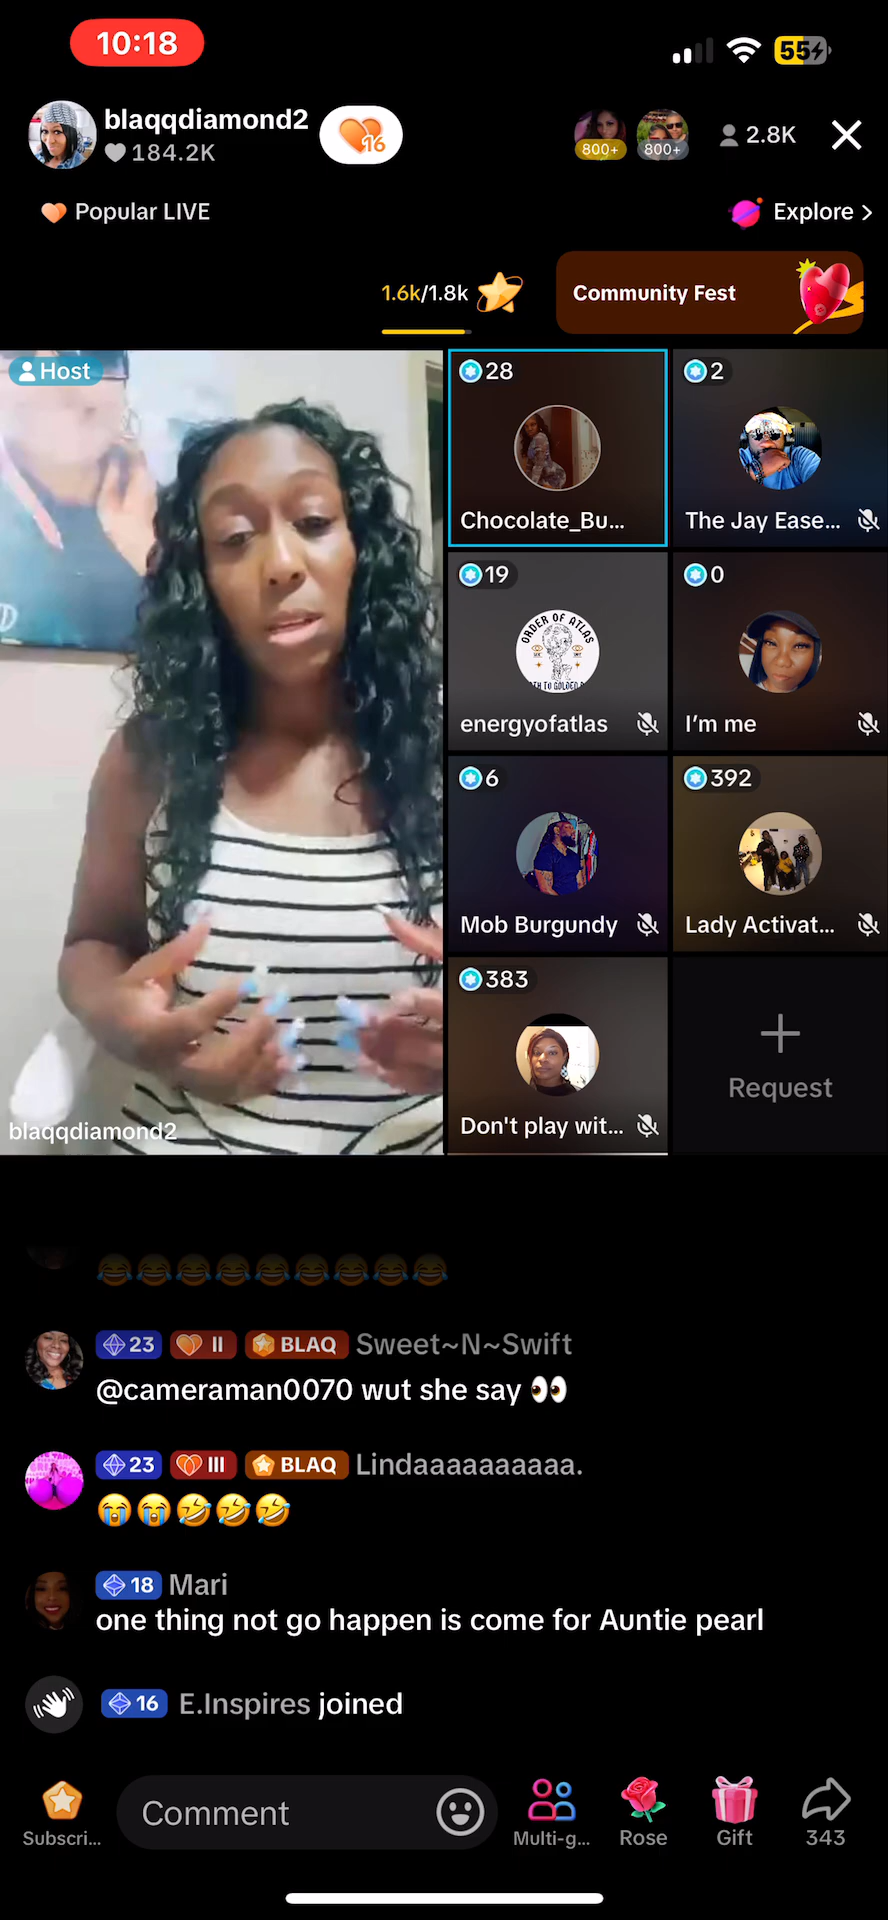 10:18
55
blaqqdiamond2
184.2K
16
800+
800+
2.8K
Popular LIVE
Explore
1.6k/1.8k
Community Fest
Host
28
Chocolate_Bu...
2
The Jay Ease...
19
ORDER OF ATLAS
energyofatlas
0
I'm me
6
Mob Burgundy
392
Lady Activat...
383
Don't play wit...
Request
blaqqdiamond2
😂😂😂😂😂😂😂😂😂
23 II BLAQ Sweet~N~Swift
@cameraman0070 wut she say 👀
23 III BLAQ Lindaaaaaaaaaa.
😭😭🤣🤣🤣
18 Mari
one thing not go happen is come for Auntie pearl
16 E.Inspires joined
Comment
Subscri...
Multi-g...
Rose
Gift
343